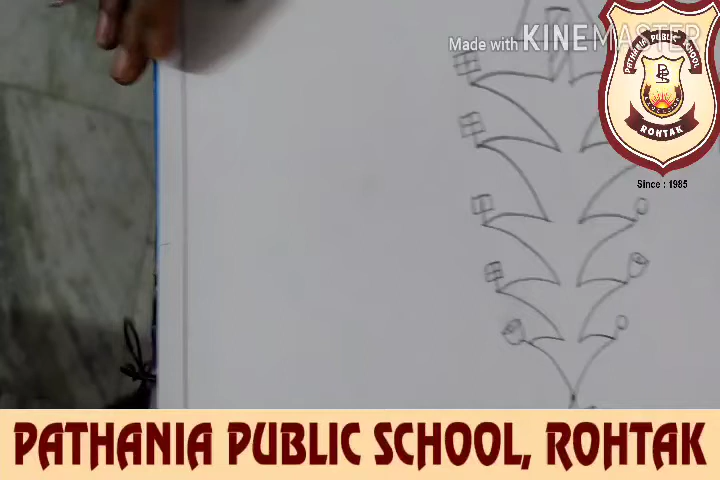 Made with KINEMASTER
PATHANIA PUBLIC SCHOOL
ROHTAK
Since : 1985
PATHANIA PUBLIC SCHOOL, ROHTAK